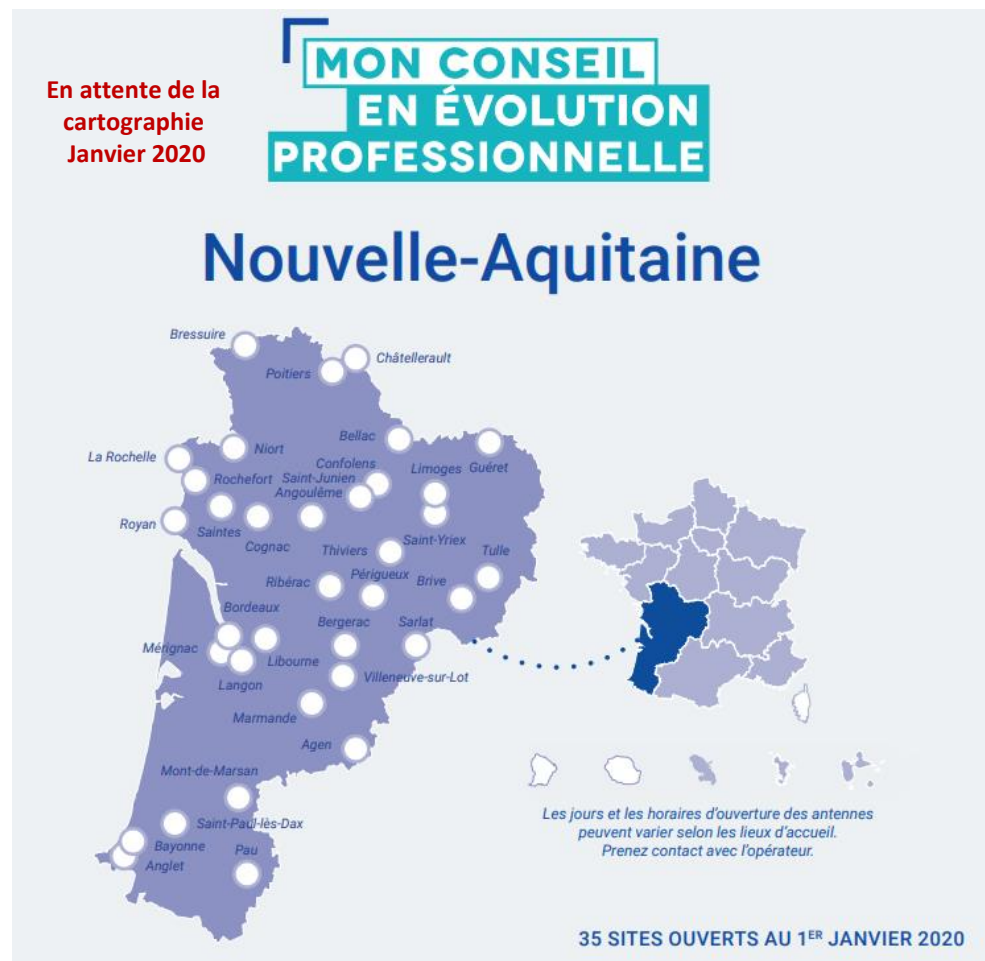 En attente de la
cartographie
Janvier 2020
MON CONSEIL
EN ÉVOLUTION
PROFESSIONNELLE
Nouvelle-Aquitaine
Bressuire
Châtellerault
Poitiers
Bellac
Niort
La Rochelle
Confolens
Limoges
Guéret
Rochefort
Saint-Junien
Angoulême
Royan
Saintes
Cognac
Thiviers
Saint-Yriex
Tulle
Ribérac
Périgueux
Brive
Bordeaux
Bergerac
Sarlat
Mérignac
Libourne
Langon
Villeneuve-sur-Lot
Marmande
Agen
Mont-de-Marsan
Saint-Paul-lès-Dax
Bayonne
Pau
Anglet
Les jours et les horaires d'ouverture des antennes
peuvent varier selon les lieux d'accueil.
Prenez contact avec l'opérateur.
35 SITES OUVERTS AU 1ER JANVIER 2020